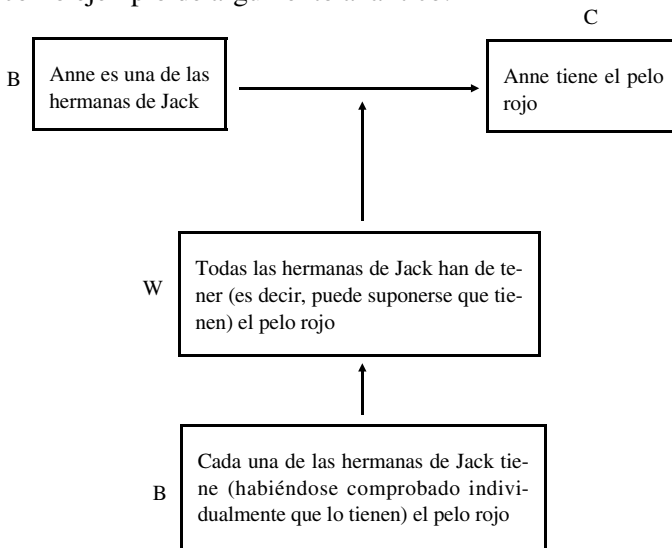 C
B
Anne es una de las
hermanas de Jack
Anne tiene el pelo
rojo
W
Todas las hermanas de Jack han de te-
ner (es decir, puede suponerse que tie-
nen) el pelo rojo
B
Cada una de las hermanas de Jack tie-
ne (habiéndose comprobado indivi-
dualmente que lo tienen) el pelo rojo